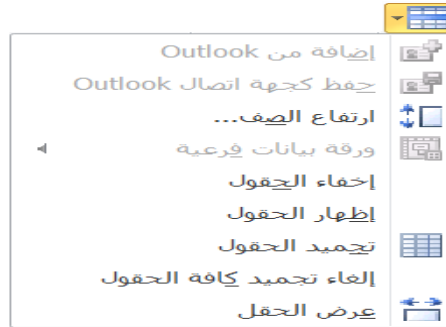 إضافة من Outlook
حفظ كجهة اتصال Outlook
ارتفاع الصف...
ورقة بيانات فرعية
إخفاء الحقول
إظهار الحقول
تجميد الحقول
إلغاء تجميد كافة الحقول
عرض الحقل